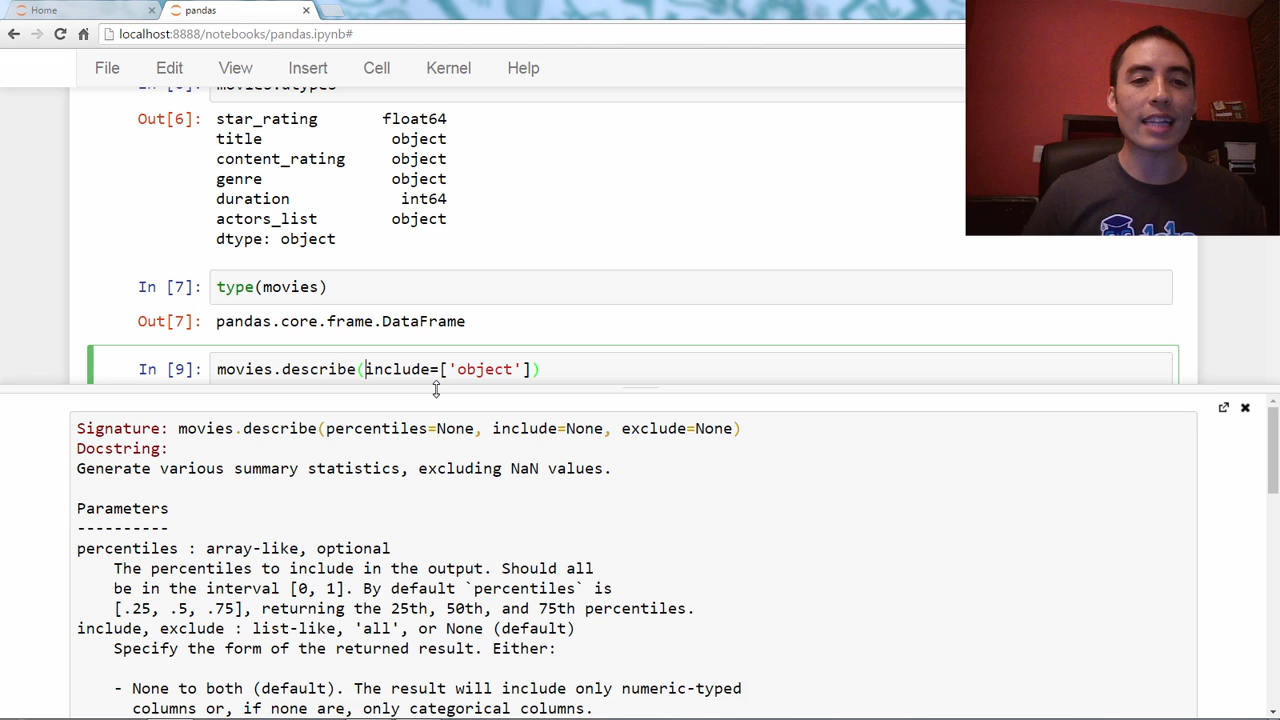 Home
pandas
localhost:8888/notebooks/pandas.ipynb#
File Edit View Insert Cell Kernel Help
movies.dtypes
Out[6]: star_rating float64
title object
content_rating object
genre object
duration int64
actors_list object
dtype: object
In [7]: type(movies)
Out[7]: pandas.core.frame.DataFrame
In [9]: movies.describe(include=['object'])
Signature: movies.describe(percentiles=None, include=None, exclude=None)
Docstring:
Generate various summary statistics, excluding NaN values.
Parameters
----------
percentiles : array-like, optional
The percentiles to include in the output. Should all
be in the interval [0, 1]. By default `percentiles` is
[.25, .5, .75], returning the 25th, 50th, and 75th percentiles.
include, exclude : list-like, 'all', or None (default)
Specify the form of the returned result. Either:
- None to both (default). The result will include only numeric-typed
columns or, if none are, only categorical columns.